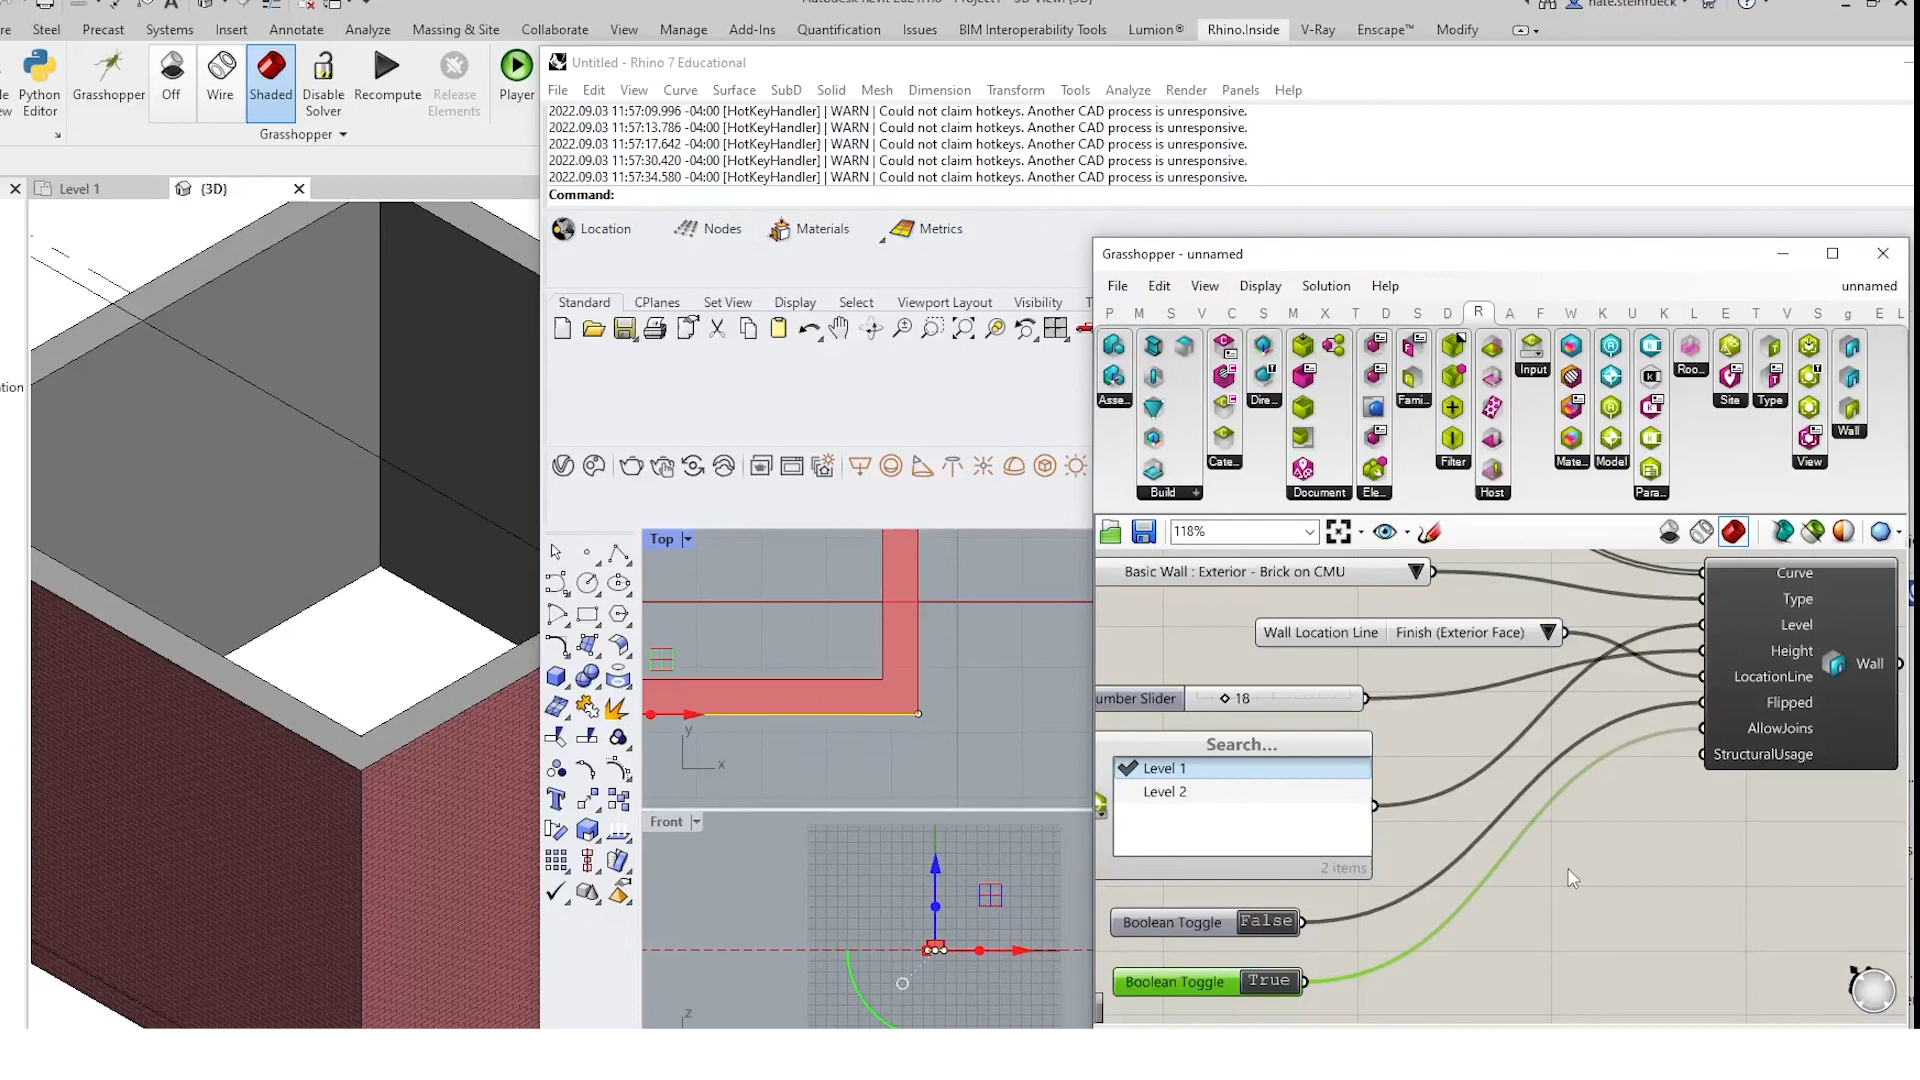 Steel Precast Systems Insert Annotate Analyze Massing & Site Collaborate View Manage Add-Ins Quantification Issues BIM Interoperability Tools Lumion® Rhino.Inside V-Ray Enscape™ Modify
Python Editor
Grasshopper
Off
Wire
Shaded
Disable Solver
Recompute
Release Elements
Player
Grasshopper
Level 1
{3D}
Untitled - Rhino 7 Educational
File Edit View Curve Surface SubD Solid Mesh Dimension Transform Tools Analyze Render Panels Help
2022.09.03 11:57:09.996 -04:00 [HotKeyHandler] | WARN | Could not claim hotkeys. Another CAD process is unresponsive.
2022.09.03 11:57:13.786 -04:00 [HotKeyHandler] | WARN | Could not claim hotkeys. Another CAD process is unresponsive.
2022.09.03 11:57:17.642 -04:00 [HotKeyHandler] | WARN | Could not claim hotkeys. Another CAD process is unresponsive.
2022.09.03 11:57:30.420 -04:00 [HotKeyHandler] | WARN | Could not claim hotkeys. Another CAD process is unresponsive.
2022.09.03 11:57:34.580 -04:00 [HotKeyHandler] | WARN | Could not claim hotkeys. Another CAD process is unresponsive.
Command:
Location Nodes Materials Metrics
Standard CPlanes Set View Display Select Viewport Layout Visibility T
Top
y
x
Front
z
Grasshopper - unnamed
File Edit View Display Solution Help unnamed
P M S V C S M X T D S D R A F W K U K L E T V S g E L
Asse...
Build
Cate...
Dire...
Document
Ele...
Fami...
Filter
Host
Input
Mate...
Model
Para...
Roo...
Site
Type
View
Wall
118%
Basic Wall : Exterior - Brick on CMU
Wall Location Line Finish (Exterior Face)
umber Slider 18
Search...
Level 1
Level 2
2 items
Boolean Toggle False
Boolean Toggle True
Curve
Type
Level
Height
LocationLine
Flipped
AllowJoins
StructuralUsage
Wall